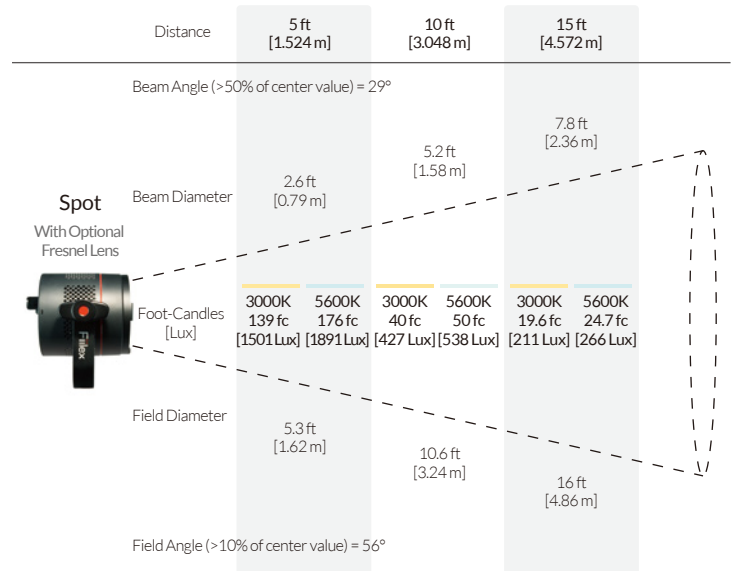 Distance
5 ft
[1.524 m]
10 ft
[3.048 m]
15 ft
[4.572 m]
Beam Angle (>50% of center value) = 29°
7.8 ft
[2.36 m]
5.2 ft
[1.58 m]
2.6 ft
[0.79 m]
Beam Diameter
Spot
With Optional
Fresnel Lens
Fiilex
Foot-Candles
[Lux]
3000K
139 fc
[1501 Lux]
5600K
176 fc
[1891 Lux]
3000K
40 fc
[427 Lux]
5600K
50 fc
[538 Lux]
3000K
19.6 fc
[211 Lux]
5600K
24.7 fc
[266 Lux]
Field Diameter
5.3 ft
[1.62 m]
10.6 ft
[3.24 m]
16 ft
[4.86 m]
Field Angle (>10% of center value) = 56°